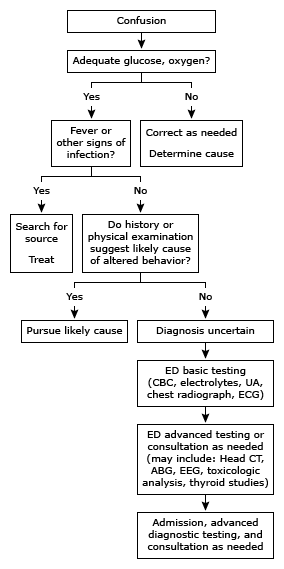 Confusion
Adequate glucose, oxygen?
Yes
No
Fever or
other signs of
infection?
Correct as needed
Determine cause
Yes
No
Search for
source
Treat
Do history or
physical examination
suggest likely cause
of altered behavior?
Yes
No
Pursue likely cause
Diagnosis uncertain
ED basic testing
(CBC, electrolytes, UA,
chest radiograph, ECG)
ED advanced testing or
consultation as needed
(may include: Head CT,
ABG, EEG, toxicologic
analysis, thyroid studies)
Admission, advanced
diagnostic testing, and
consultation as needed